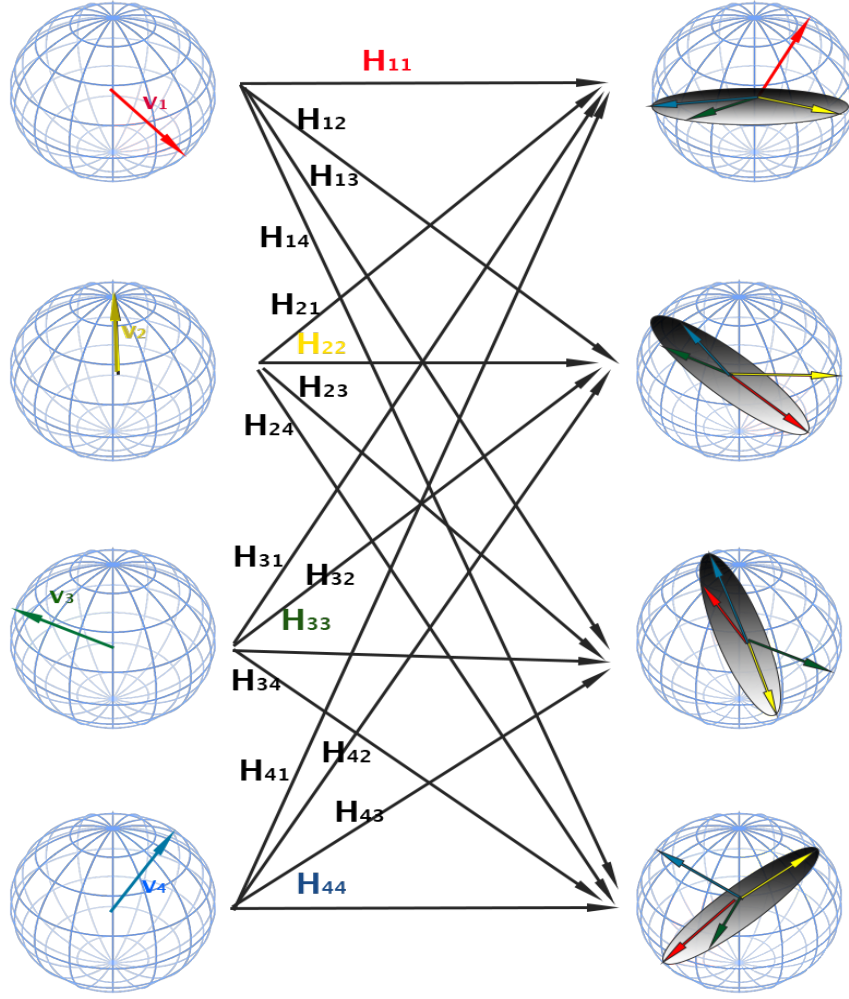 H₁₁
V₁
H₁₂
H₁₃
H₁₄
H₂₁
V₂
H₂₂
H₂₃
H₂₄
H₃₁
H₃₂
V₃
H₃₃
H₃₄
H₄₂
H₄₁
H₄₃
V₄
H₄₄